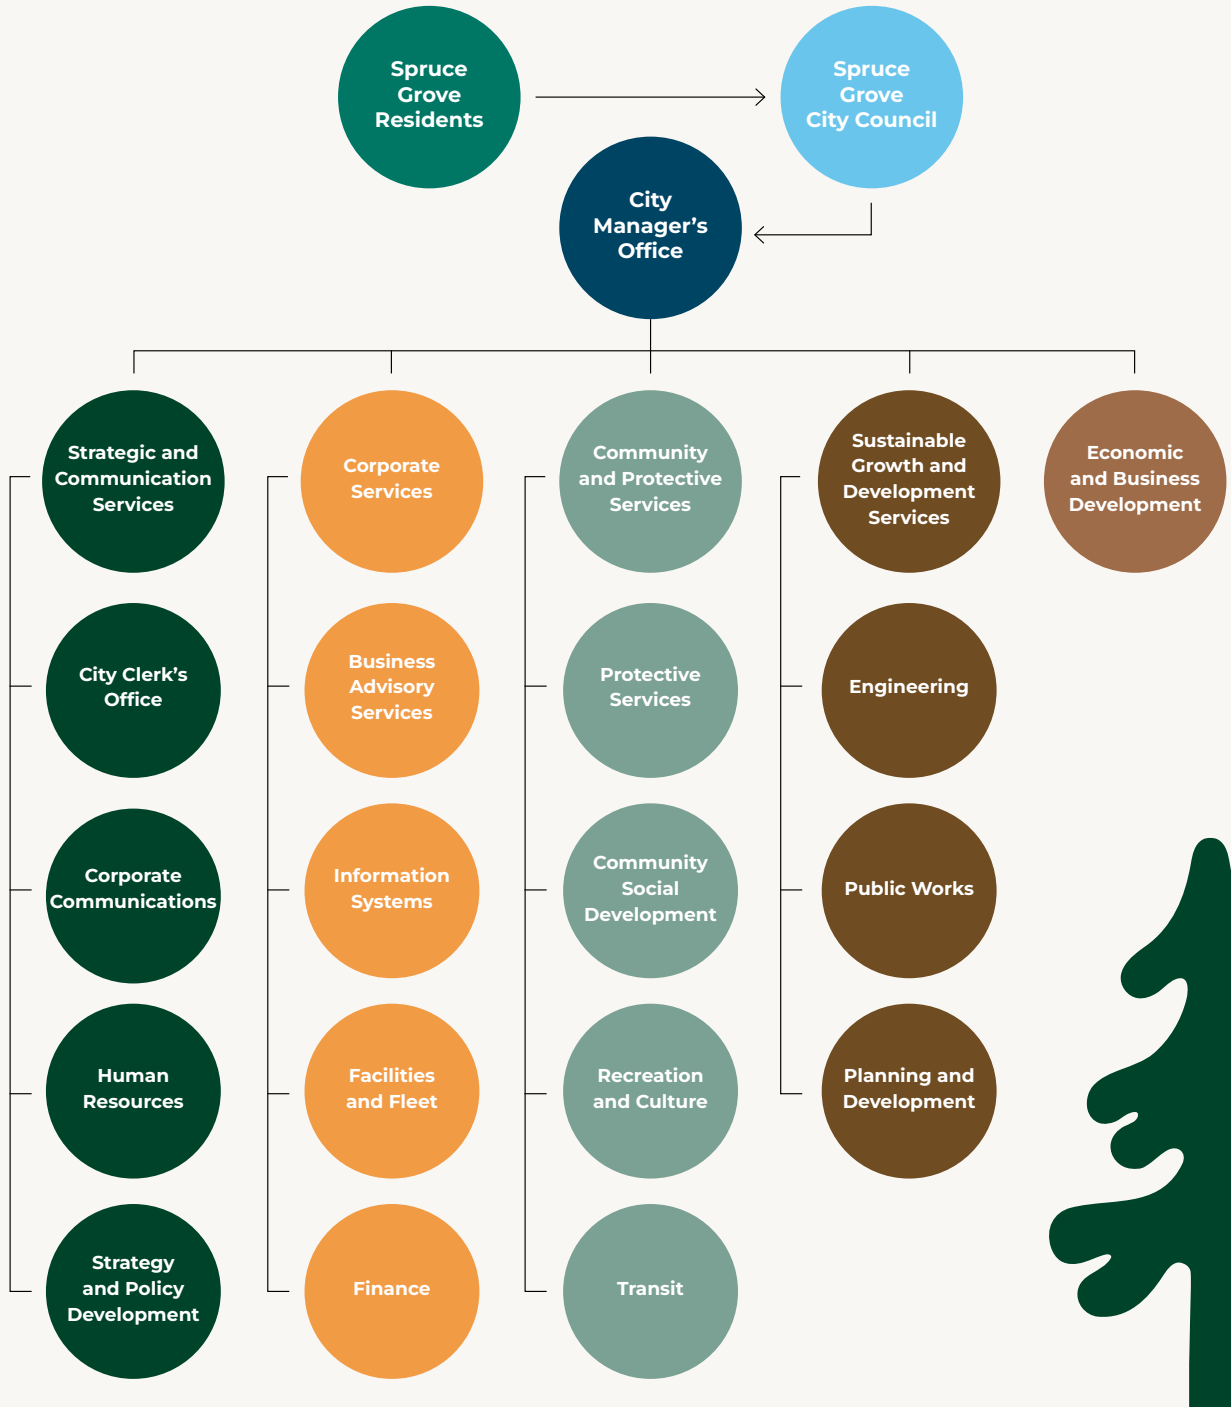 Spruce
Grove
Residents
Spruce
Grove
City Council
City
Manager’s
Office
Strategic and
Communication
Services
Corporate
Services
Community
and Protective
Services
Sustainable
Growth and
Development
Services
Economic
and Business
Development
City Clerk’s
Office
Business
Advisory
Services
Protective
Services
Engineering
Corporate
Communications
Information
Systems
Community
Social
Development
Public Works
Human
Resources
Facilities
and Fleet
Recreation
and Culture
Planning and
Development
Strategy
and Policy
Development
Finance
Transit